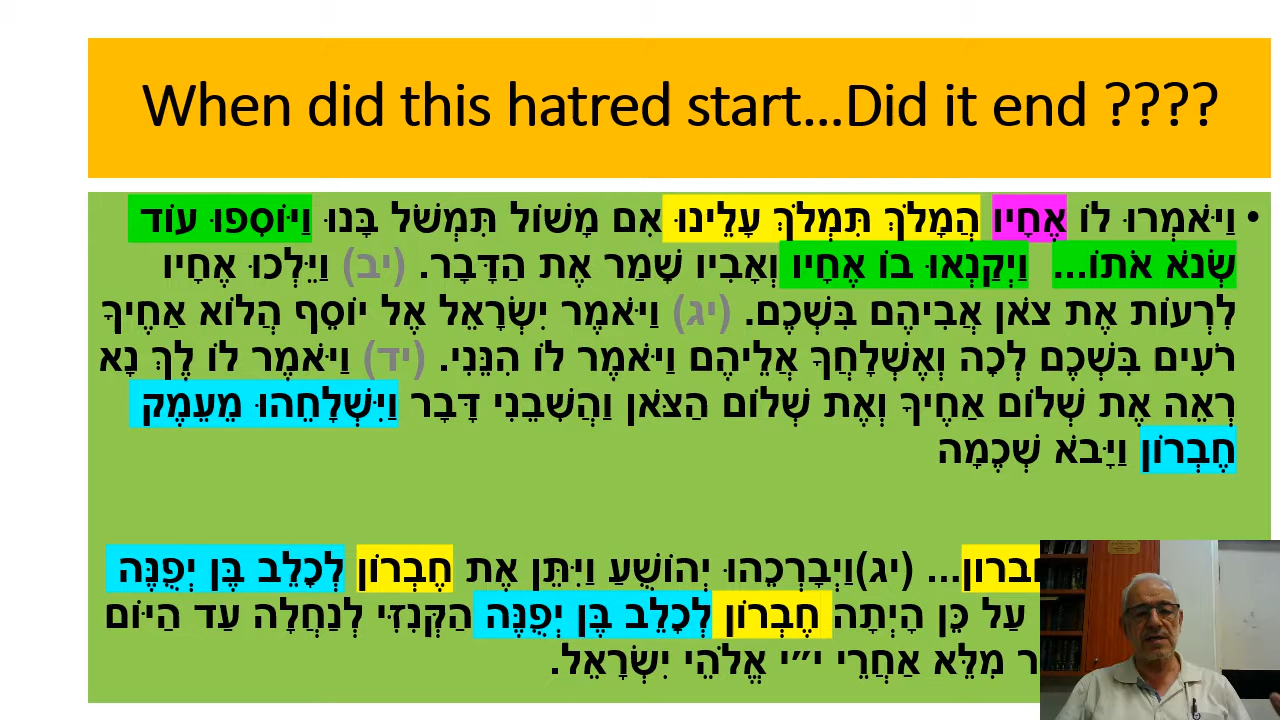 When did this hatred start...Did it end ????
• וַיֹּאמְרוּ לוֹ אֶחָיו הֲמָלֹךְ תִּמְלֹךְ עָלֵינוּ אִם מָשׁוֹל תִּמְשֹׁל בָּנוּ וַיּוֹסִפוּ עוֹד
שְׂנֹא אֹתוֹ... וַיְקַנְאוּ בוֹ אֶחָיו וְאָבִיו שָׁמַר אֶת הַדָּבָר. (יב) וַיֵּלְכוּ אֶחָיו
לִרְעוֹת אֶת צֹאן אֲבִיהֶם בִּשְׁכֶם. (יג) וַיֹּאמֶר יִשְׂרָאֵל אֶל יוֹסֵף הֲלוֹא אַחֶיךָ
רֹעִים בִּשְׁכֶם לְכָה וְאֶשְׁלָחֲךָ אֲלֵיהֶם וַיֹּאמֶר לוֹ הִנֵּנִי. (יד) וַיֹּאמֶר לוֹ לֶךְ נָא
רְאֵה אֶת שְׁלוֹם אַחֶיךָ וְאֶת שְׁלוֹם הַצֹּאן וַהֲשִׁבֵנִי דָּבָר וַיִּשְׁלָחֵהוּ מֵעֵמֶק
חֶבְרוֹן וַיָּבֹא שְׁכֶמָה
חברון... (יג)וַיְבָרְכֵהוּ יְהוֹשֻׁעַ וַיִּתֵּן אֶת חֶבְרוֹן לְכָלֵב בֶּן יְפֻנֶּה
עַל כֵּן הָיְתָה חֶבְרוֹן לְכָלֵב בֶּן יְפֻנֶּה הַקְּנִזִּי לְנַחֲלָה עַד הַיּוֹם
מִלֵּא אַחֲרֵי י״י אֱלֹהֵי יִשְׂרָאֵל.